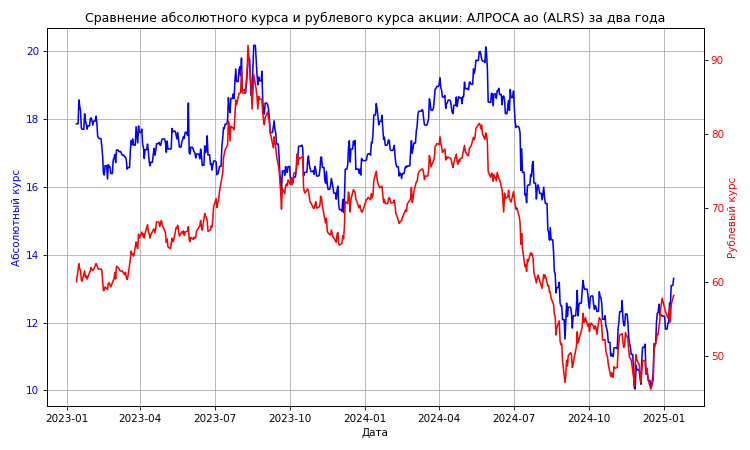 Сравнение абсолютного курса и рублевого курса акции: АЛРОСА ао (ALRS) за два года
20
18
16
14
12
10
Абсолютный курс
90
80
70
60
50
Рублевый курс
2023-01 2023-04 2023-07 2023-10 2024-01 2024-04 2024-07 2024-10 2025-01
Дата